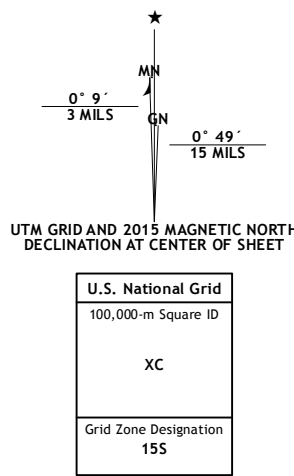 MN
0° 9´
3 MILS
GN
0° 49´
15 MILS
UTM GRID AND 2015 MAGNETIC NORTH
DECLINATION AT CENTER OF SHEET
U.S. National Grid
100,000-m Square ID
XC
Grid Zone Designation
15S